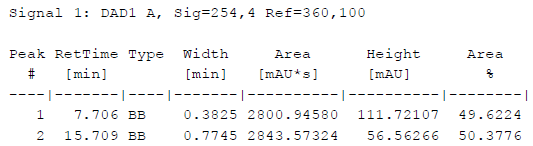 Signal 1: DAD1 A, Sig=254,4 Ref=360,100
Peak RetTime Type  Width     Area      Height     Area
  #   [min]        [min]   [mAU*s]     [mAU]        %
----|-------|----|-------|----------|----------|--------|
   1   7.706 BB    0.3825 2800.94580  111.72107  49.6224
   2  15.709 BB    0.7745 2843.57324   56.56266  50.3776